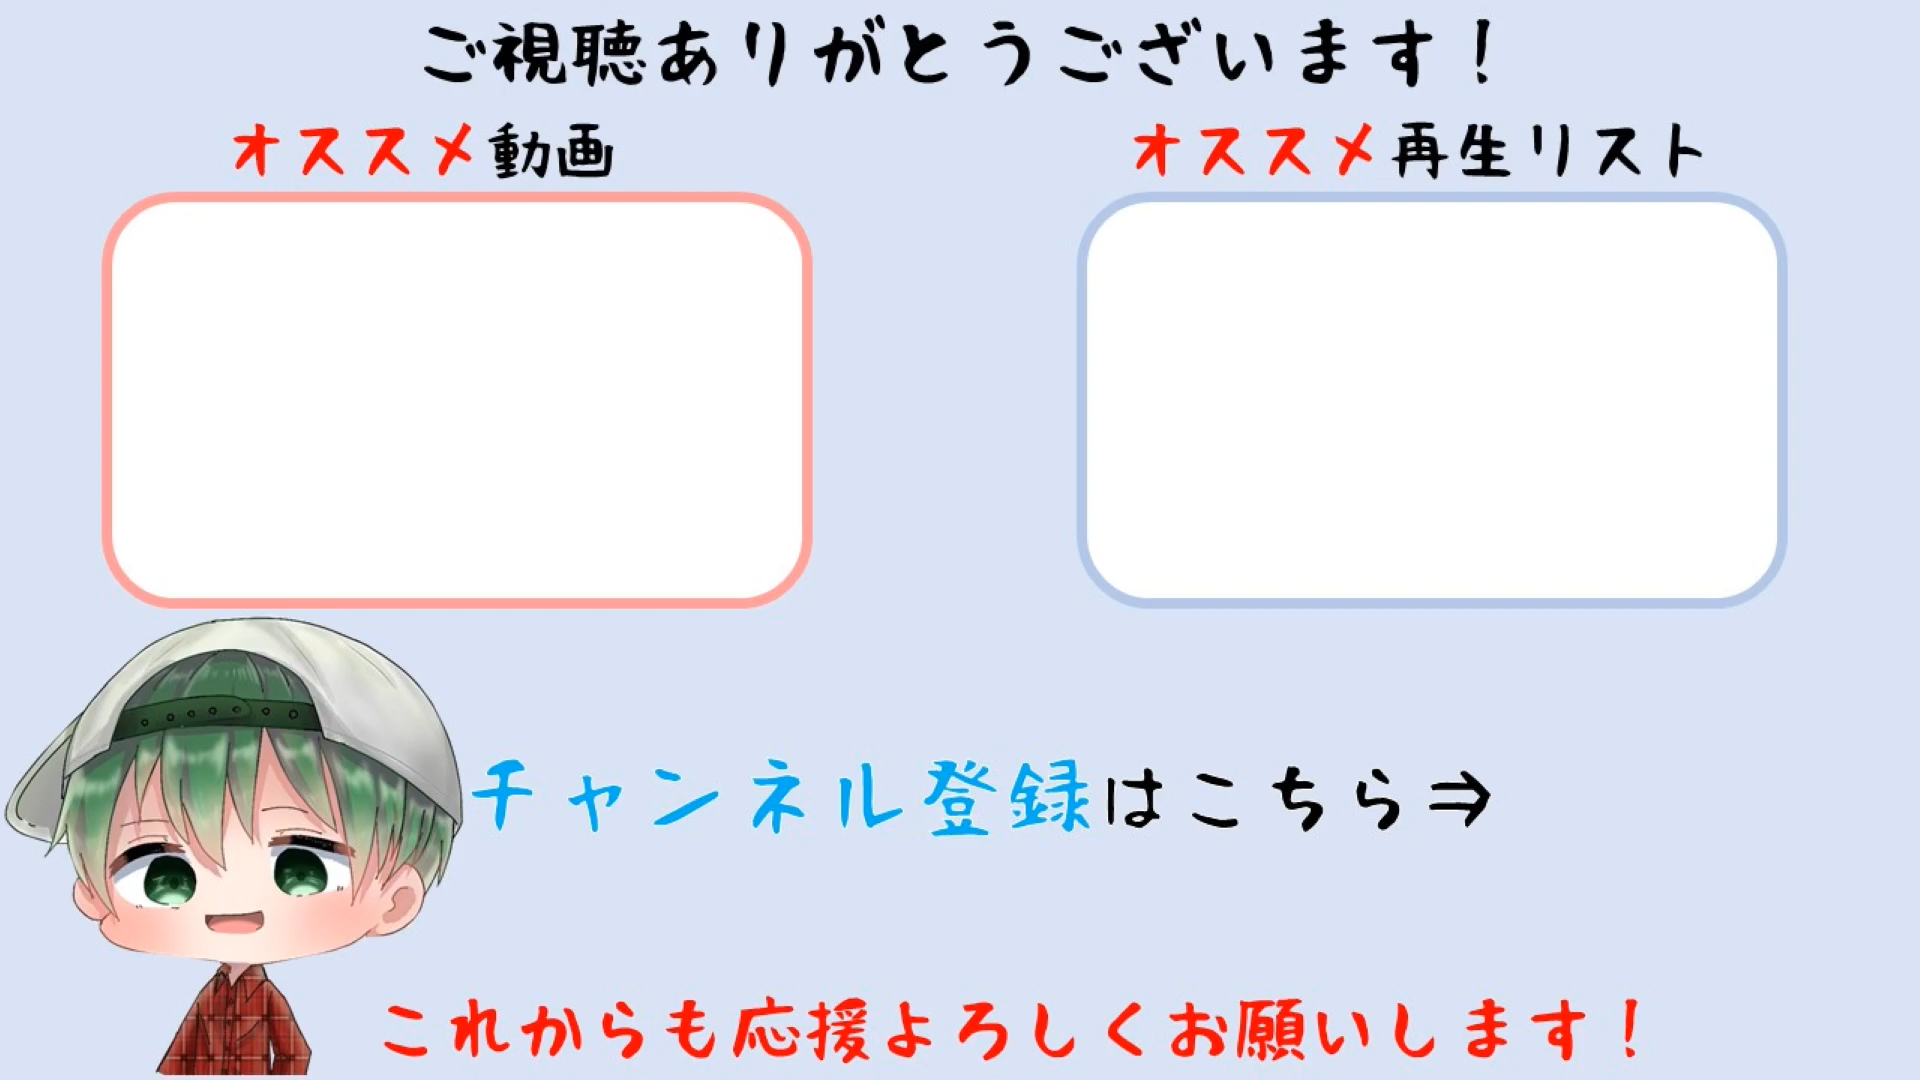 ご視聴ありがとうございます!
オススメ動画
オススメ再生リスト
チャンネル登録はこちら⇒
これからも応援よろしくお願いします!